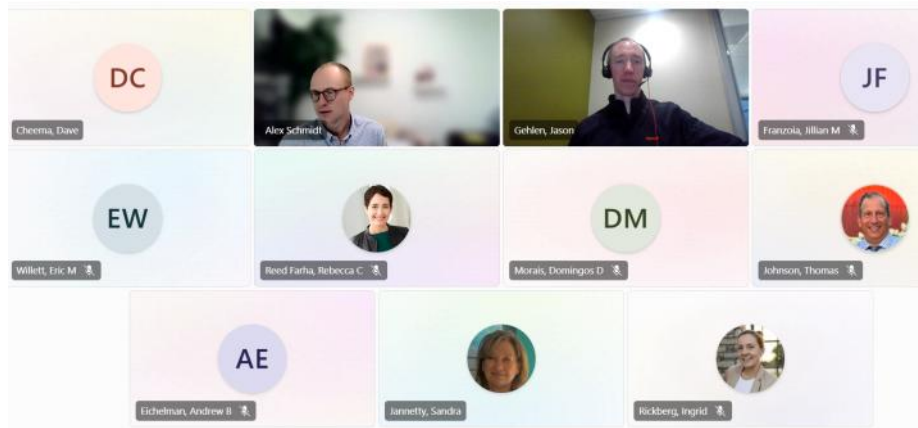 DC
Cheema, Dave
Alex Schmidt
Gehlen, Jason
JF
Franzoia, Jillian M
EW
Willett, Eric M
Reed Farha, Rebecca C
DM
Morais, Domingos D
Johnson, Thomas
AE
Eichelman, Andrew B
Jannetty, Sandra
Rickberg, Ingrid